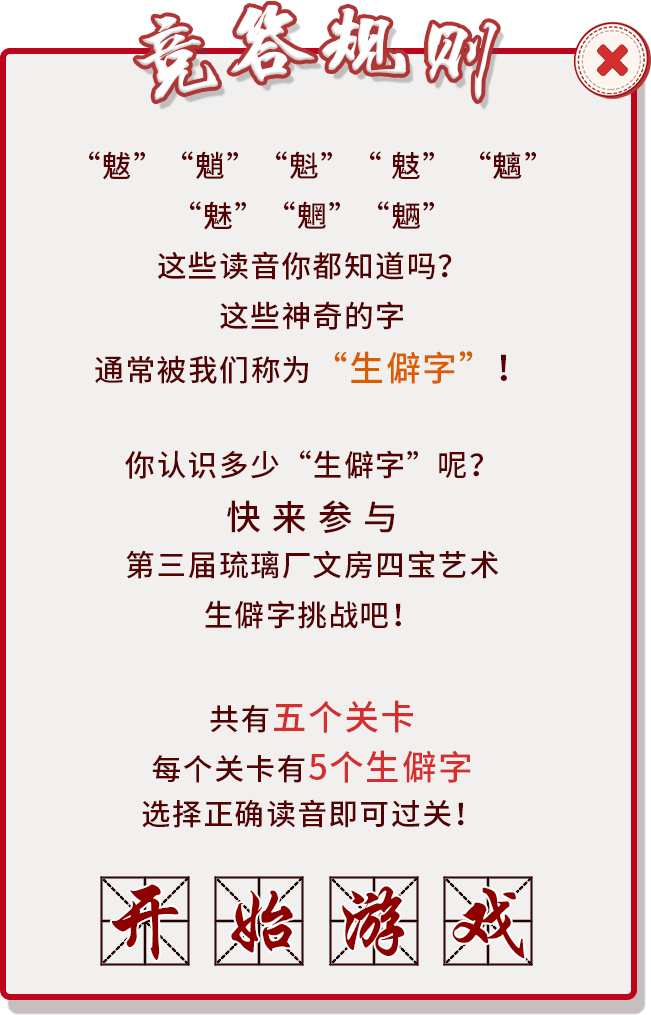 竞答规则
“魃” “魈” “魁” “鬾” “魑”
“魅” “魍” “魉”
这些读音你都知道吗？
这些神奇的字
通常被我们称为“生僻字”！
你认识多少“生僻字”呢？
快来参与
第三届琉璃厂文房四宝艺术
生僻字挑战吧！
共有五个关卡
每个关卡有5个生僻字
选择正确读音即可过关！
开始游戏